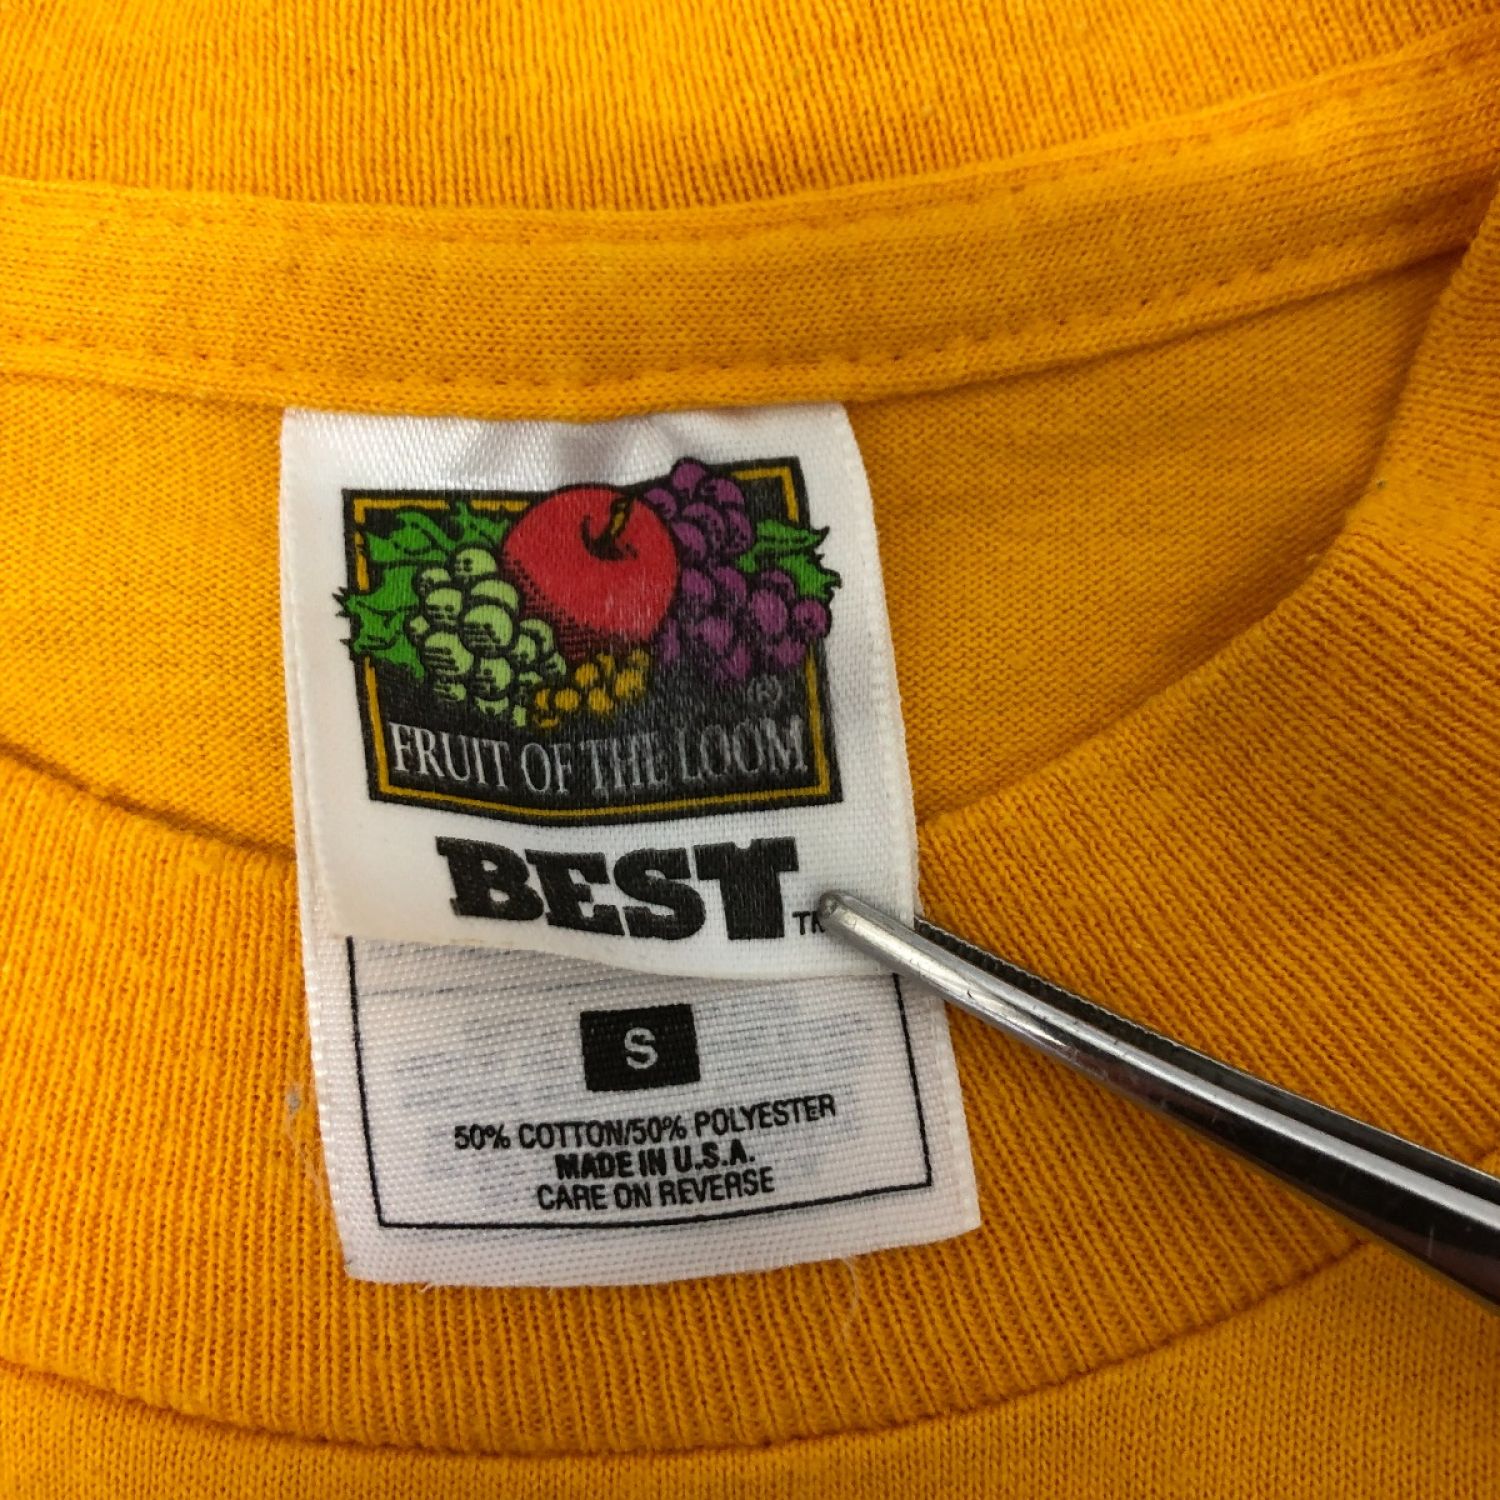 ®
FRUIT OF THE LOOM
BEST
S
50% COTTON/50% POLYESTER
MADE IN U.S.A.
CARE ON REVERSE